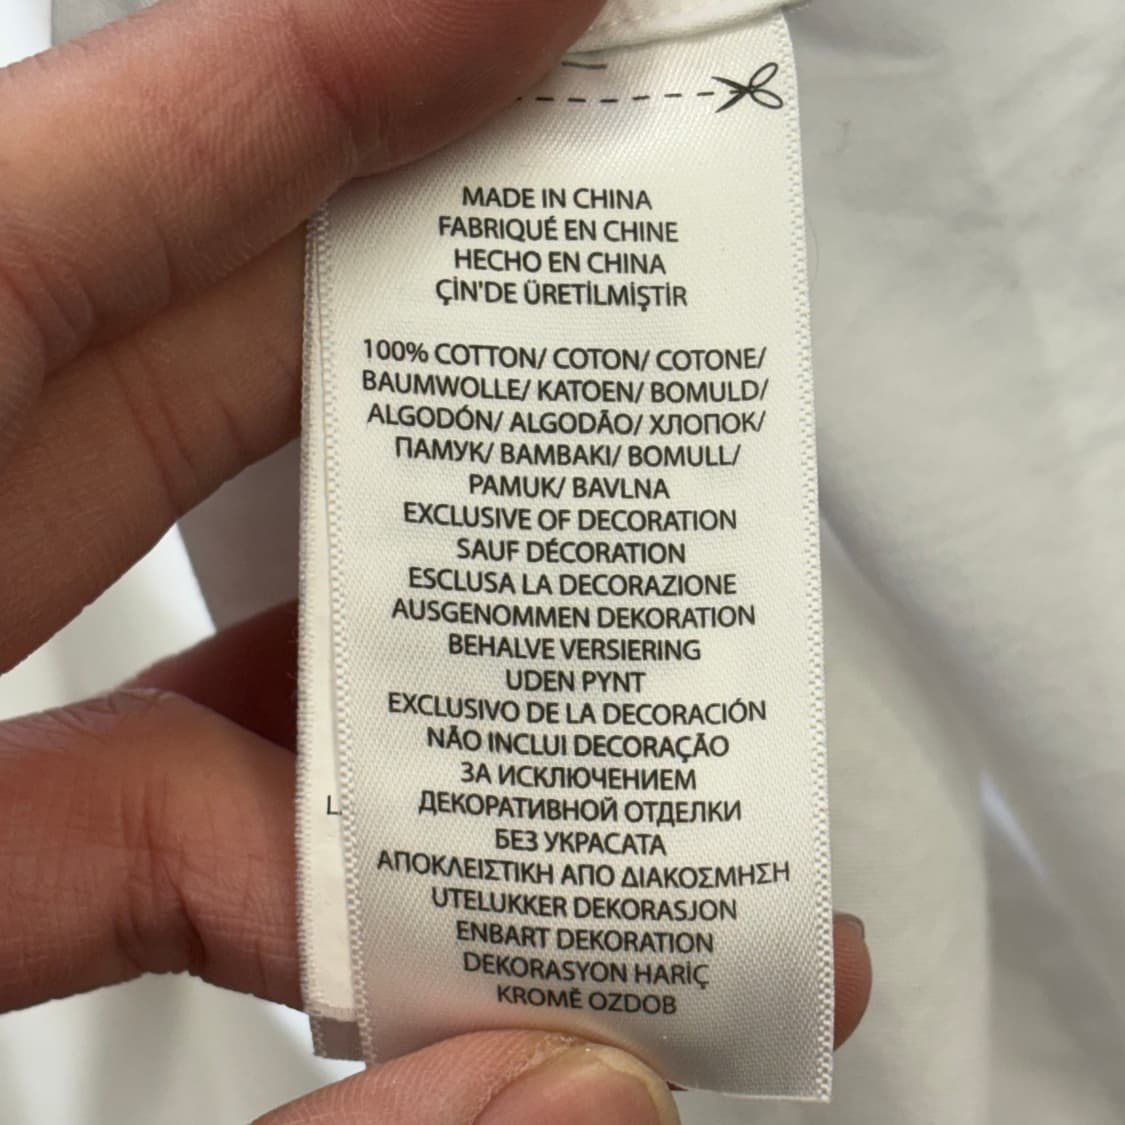 MADE IN CHINA
FABRIQUÉ EN CHINE
HECHO EN CHINA
ÇİN'DE ÜRETİLMİŞTİR
100% COTTON/ COTON/ COTONE/
BAUMWOLLE/ KATOEN/ BOMULD/
ALGODÓN/ ALGODÃO/ ХЛОПОК/
ПАМУК/ BAMBAKI/ BOMULL/
PAMUK/ BAVLNA
EXCLUSIVE OF DECORATION
SAUF DÉCORATION
ESCLUSA LA DECORAZIONE
AUSGENOMMEN DEKORATION
BEHALVE VERSIERING
UDEN PYNT
EXCLUSIVO DE LA DECORACIÓN
NÃO INCLUI DECORAÇÃO
ЗА ИСКЛЮЧЕНИЕМ
ДЕКОРАТИВНОЙ ОТДЕЛКИ
БЕЗ УКРАСАТА
ΑΠΟΚΛΕΙΣΤΙΚΗ ΑΠΟ ΔΙΑΚΟΣΜΗΣΗ
UTELUKKER DEKORASJON
ENBART DEKORATION
DEKORASYON HARİÇ
KROMĚ OZDOB